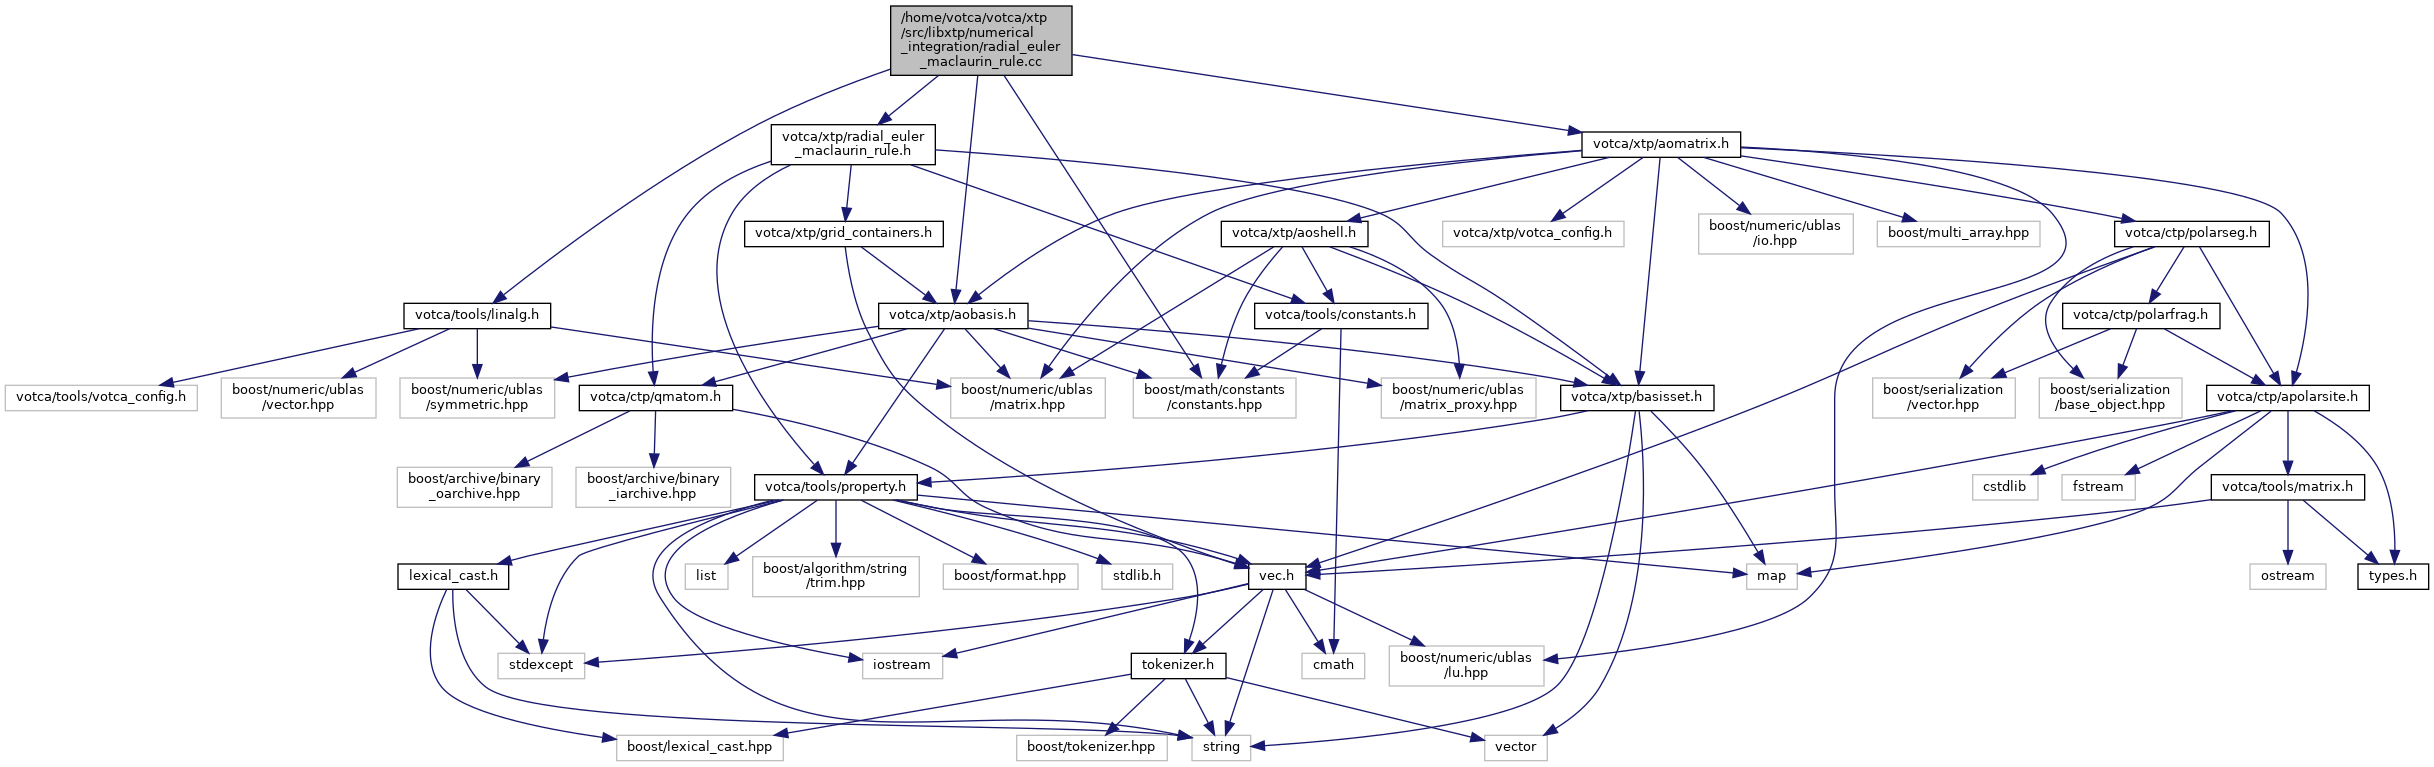 /home/votca/votca/xtp
/src/libxtp/numerical
_integration/radial_euler
_maclaurin_rule.cc
votca/xtp/radial_euler
_maclaurin_rule.h
votca/xtp/aomatrix.h
votca/xtp/grid_containers.h
votca/xtp/aoshell.h
votca/xtp/votca_config.h
boost/numeric/ublas
/io.hpp
boost/multi_array.hpp
votca/ctp/polarseg.h
votca/tools/linalg.h
votca/xtp/aobasis.h
votca/tools/constants.h
votca/ctp/polarfrag.h
votca/tools/votca_config.h
boost/numeric/ublas
/vector.hpp
boost/numeric/ublas
/symmetric.hpp
votca/ctp/qmatom.h
boost/numeric/ublas
/matrix.hpp
boost/math/constants
/constants.hpp
boost/numeric/ublas
/matrix_proxy.hpp
votca/xtp/basisset.h
boost/serialization
/vector.hpp
boost/serialization
/base_object.hpp
votca/ctp/apolarsite.h
boost/archive/binary
_oarchive.hpp
boost/archive/binary
_iarchive.hpp
votca/tools/property.h
cstdlib
fstream
votca/tools/matrix.h
lexical_cast.h
list
boost/algorithm/string
/trim.hpp
boost/format.hpp
stdlib.h
vec.h
map
ostream
types.h
stdexcept
iostream
tokenizer.h
cmath
boost/numeric/ublas
/lu.hpp
boost/lexical_cast.hpp
boost/tokenizer.hpp
string
vector